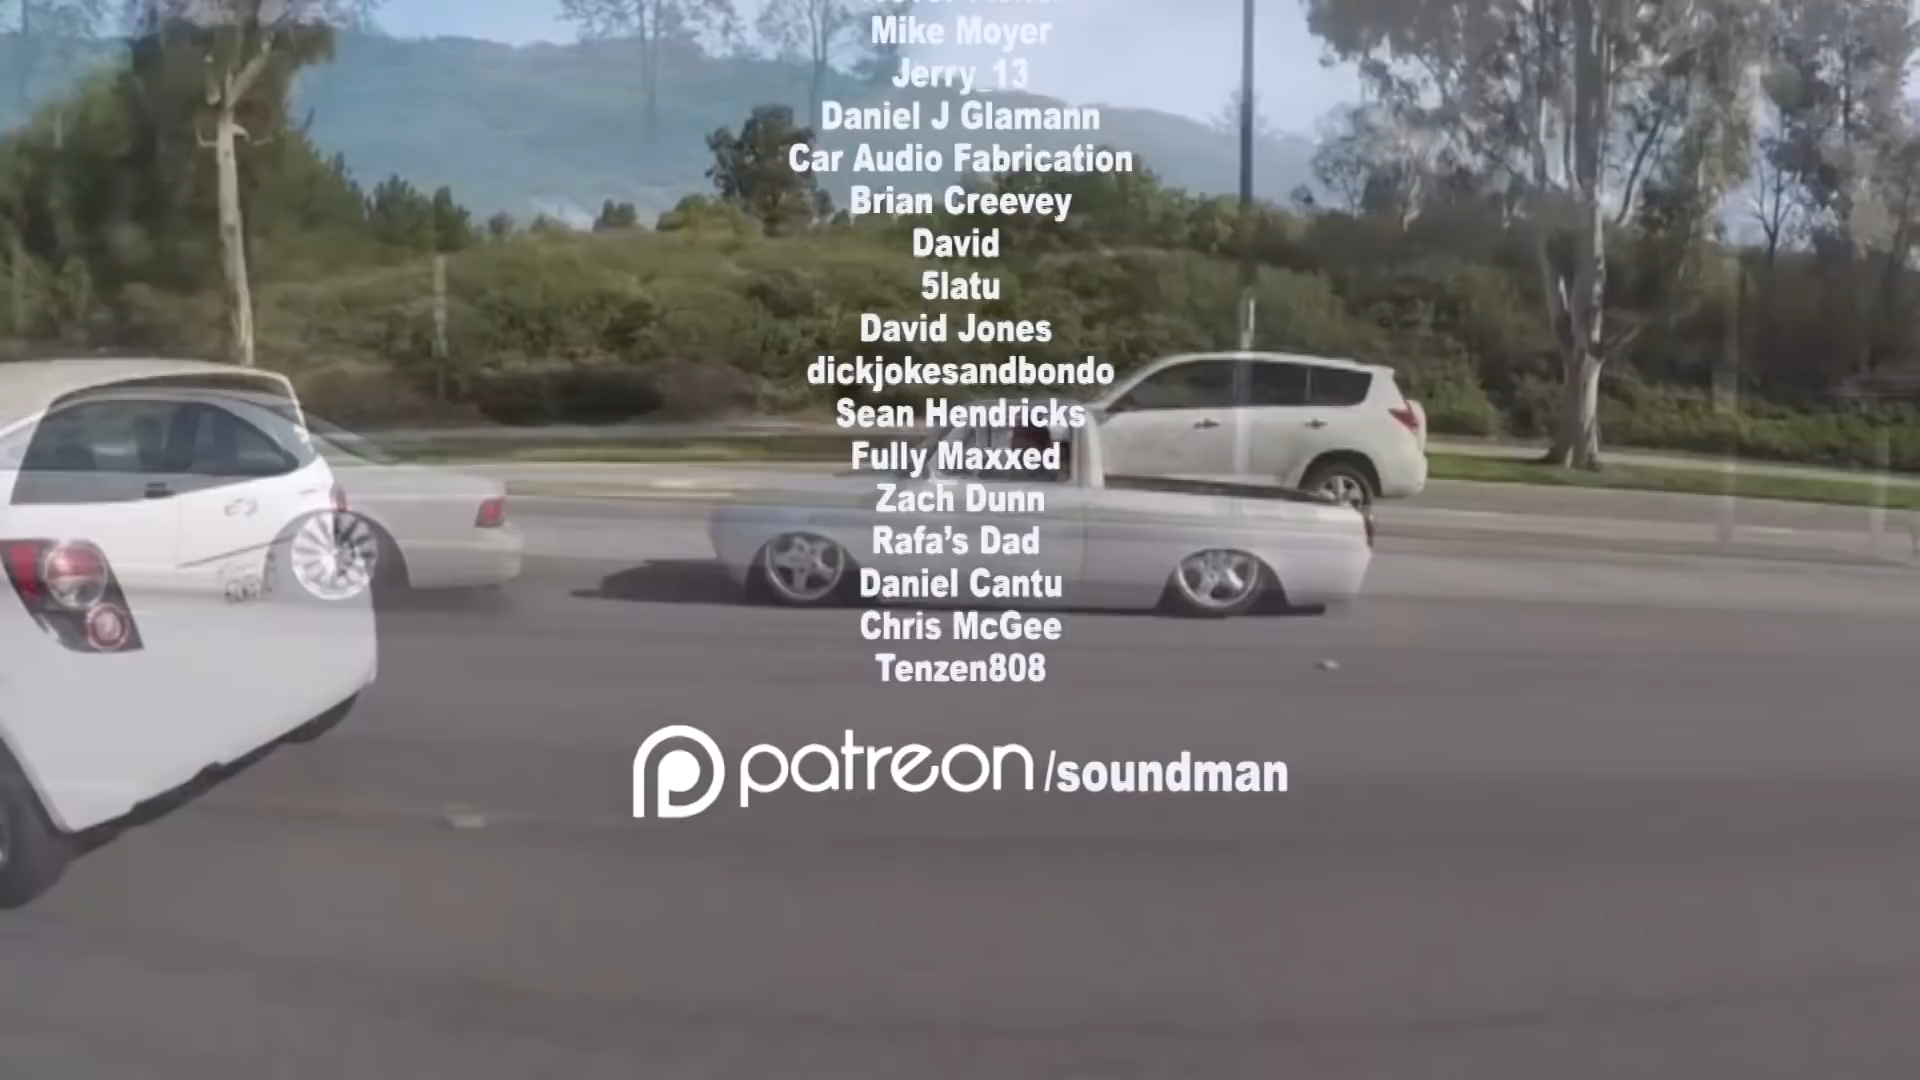 Mike Moyer
Jerry_13
Daniel J Glamann
Car Audio Fabrication
Brian Creevey
David
5latu
David Jones
dickjokesandbondo
Sean Hendricks
Fully Maxxed
Zach Dunn
Rafa's Dad
Daniel Cantu
Chris McGee
Tenzen808
patreon/soundman